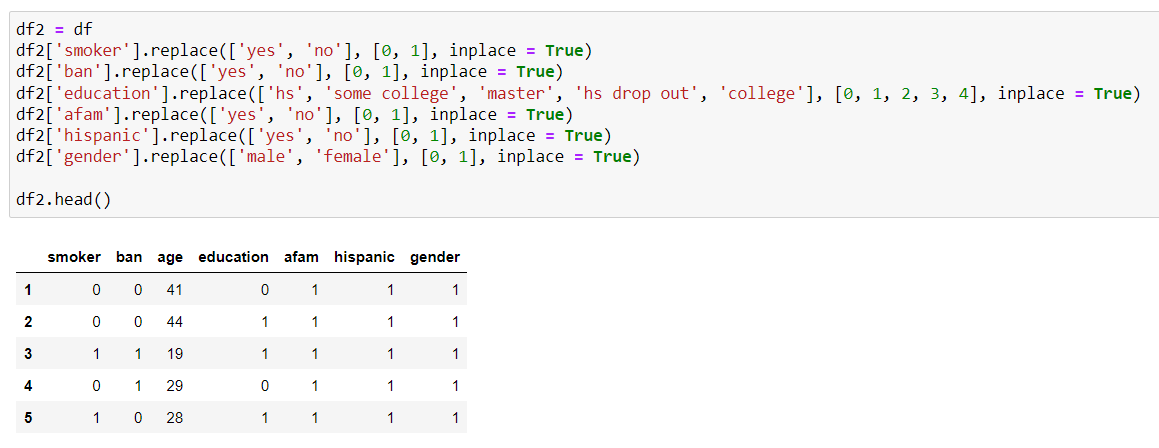 df2 = df
df2['smoker'].replace(['yes', 'no'], [0, 1], inplace = True)
df2['ban'].replace(['yes', 'no'], [0, 1], inplace = True)
df2['education'].replace(['hs', 'some college', 'master', 'hs drop out', 'college'], [0, 1, 2, 3, 4], inplace = True)
df2['afam'].replace(['yes', 'no'], [0, 1], inplace = True)
df2['hispanic'].replace(['yes', 'no'], [0, 1], inplace = True)
df2['gender'].replace(['male', 'female'], [0, 1], inplace = True)
df2.head()
smoker ban age education afam hispanic gender
1 0 0 41 0 1 1 1
2 0 0 44 1 1 1 1
3 1 1 19 1 1 1 1
4 0 1 29 0 1 1 1
5 1 0 28 1 1 1 1